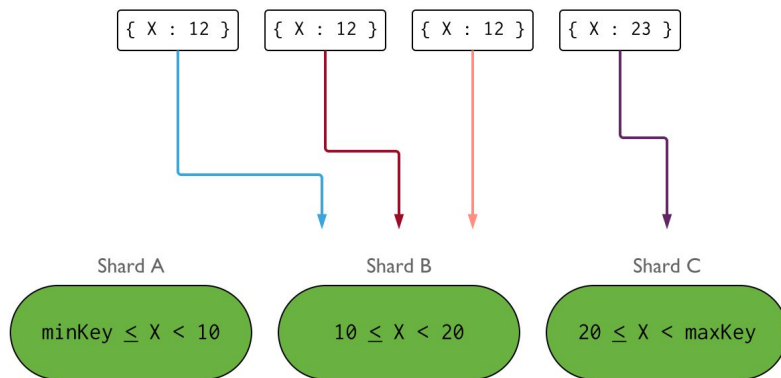 { X : 12 } { X : 12 } { X : 12 } { X : 23 }
Shard A Shard B Shard C
minKey ≤ X < 10 10 ≤ X < 20 20 ≤ X < maxKey